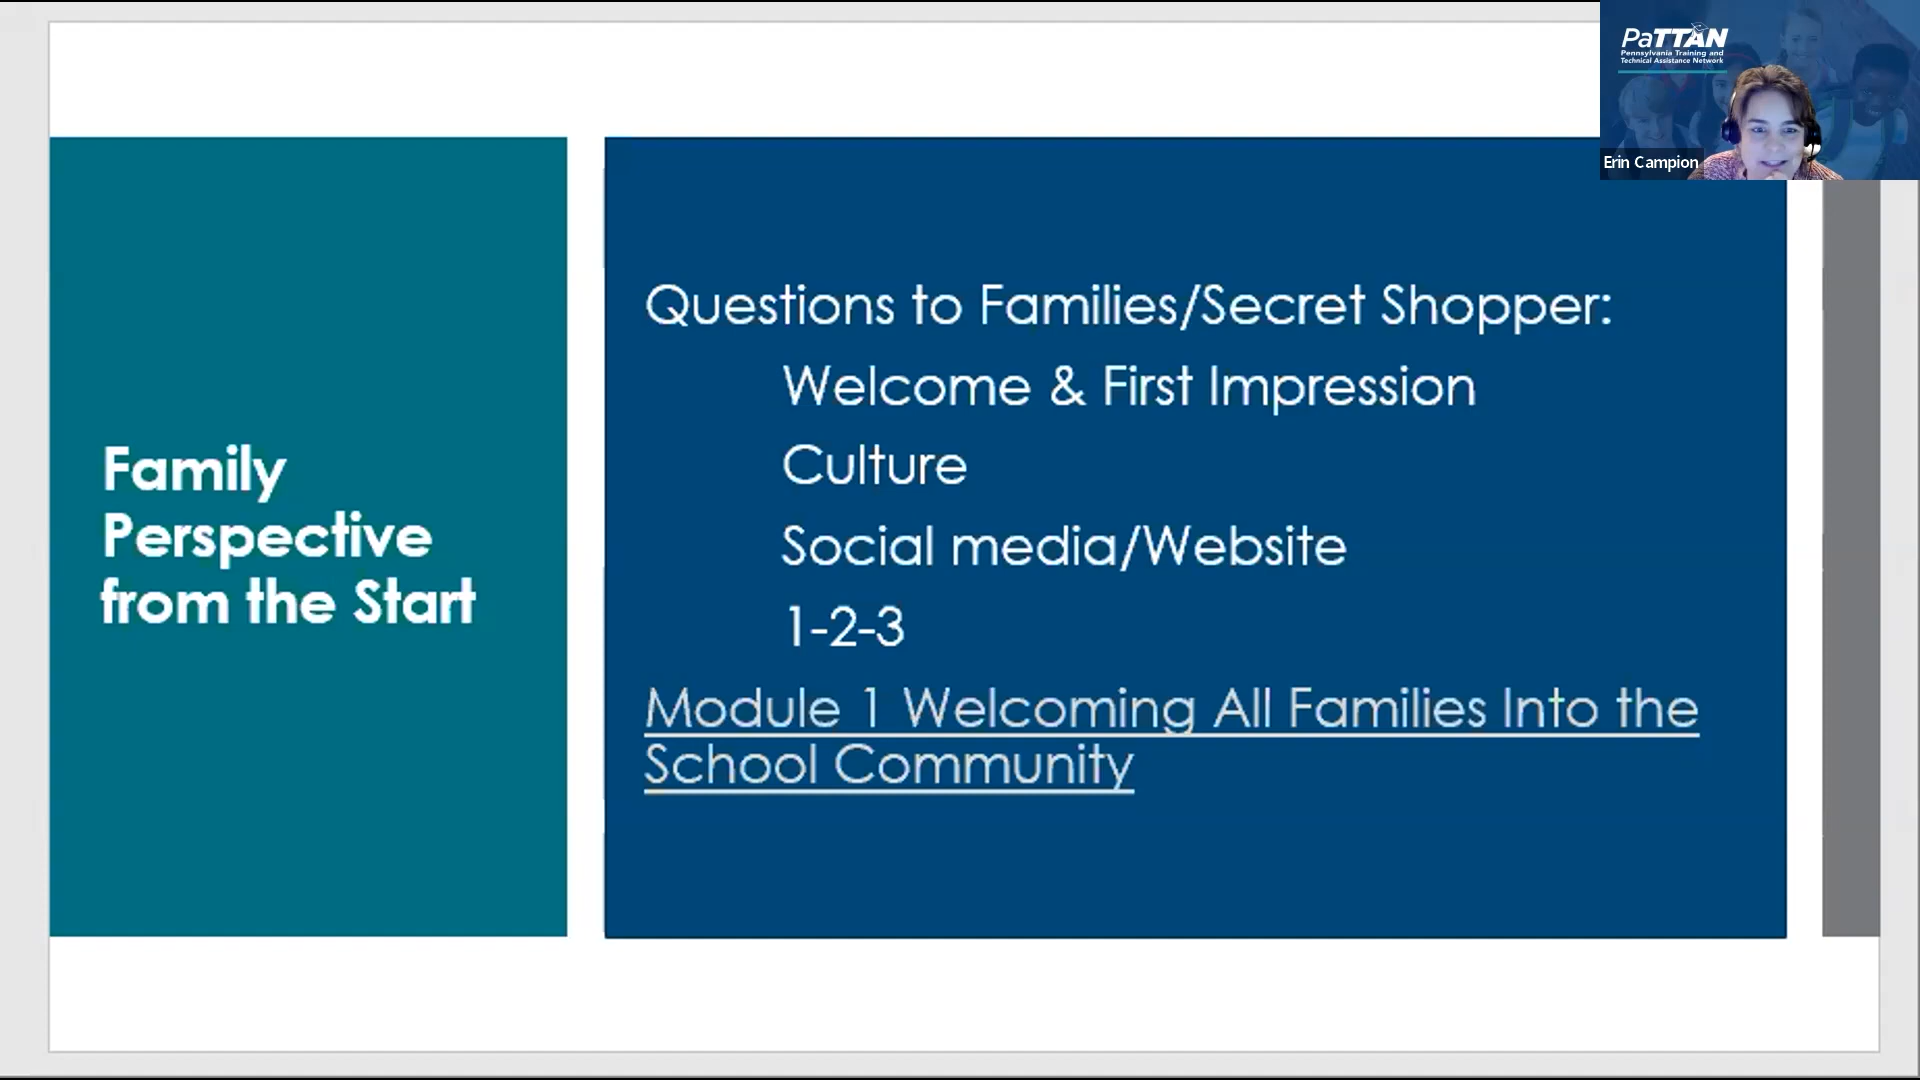 PaTTAN
Pennsylvania Training and
Technical Assistance Network
Erin Campion
Family
Perspective
from the Start
Questions to Families/Secret Shopper:
Welcome & First Impression
Culture
Social media/Website
1-2-3
Module 1 Welcoming All Families Into the
School Community